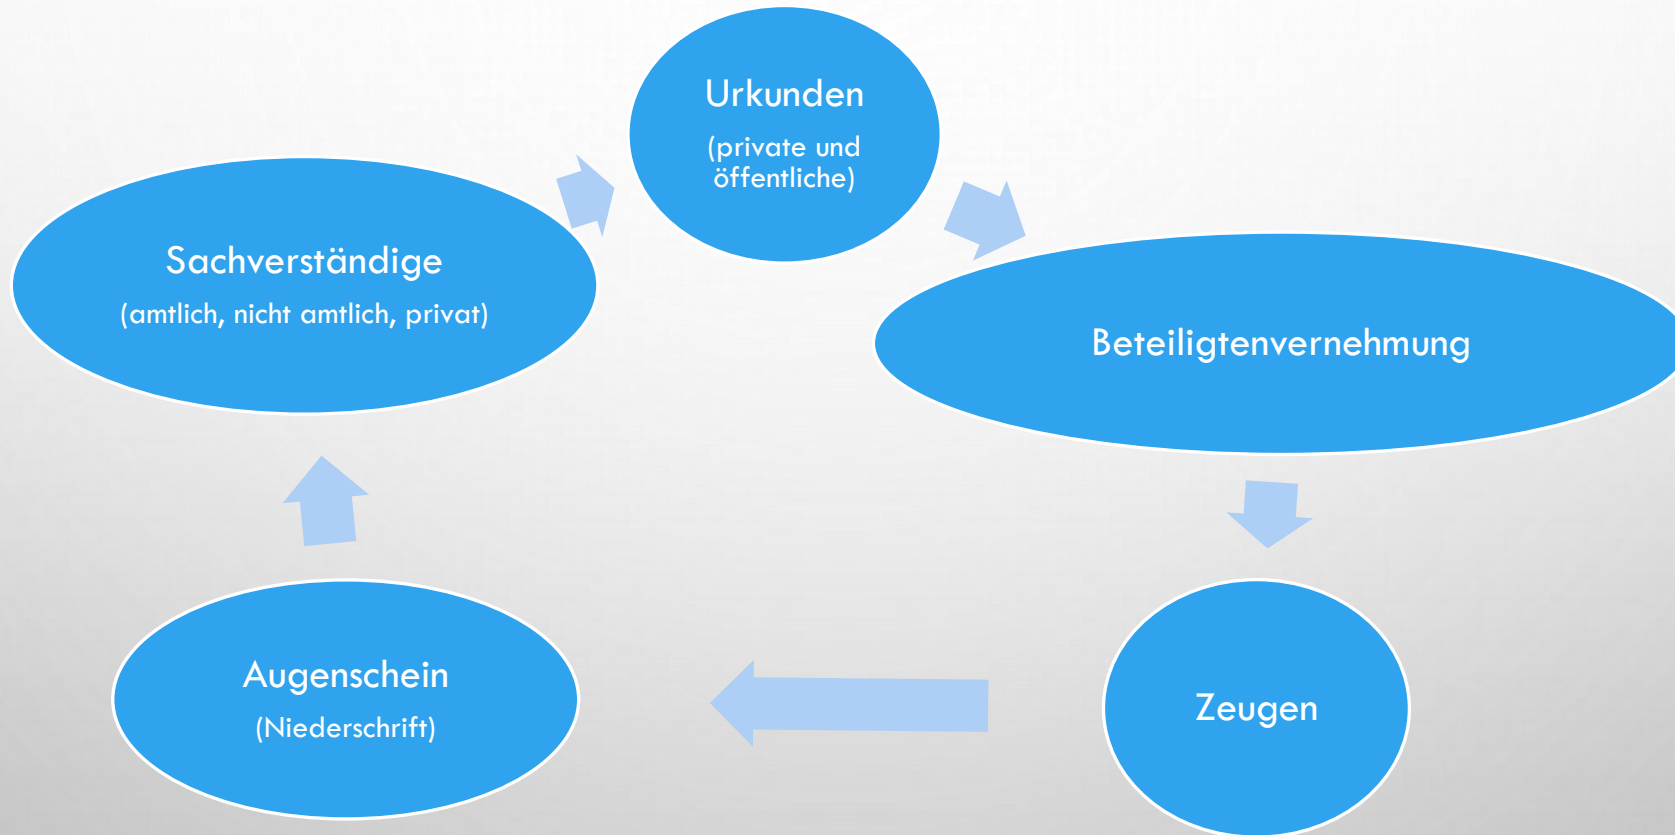 Urkunden
(private und
öffentliche)
Beteiligtenvernehmung
Zeugen
Augenschein
(Niederschrift)
Sachverständige
(amtlich, nicht amtlich, privat)